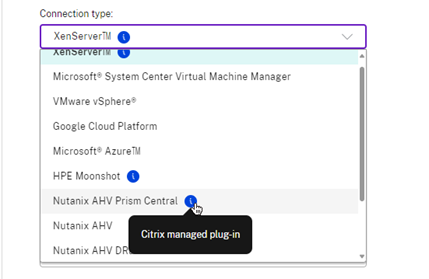 Connection type:
XenServer™
XenServer™
Microsoft® System Center Virtual Machine Manager
VMware vSphere®
Google Cloud Platform
Microsoft® Azure™
HPE Moonshot
Nutanix AHV Prism Central
Citrix managed plug-in
Nutanix AHV
Nutanix AHV DR